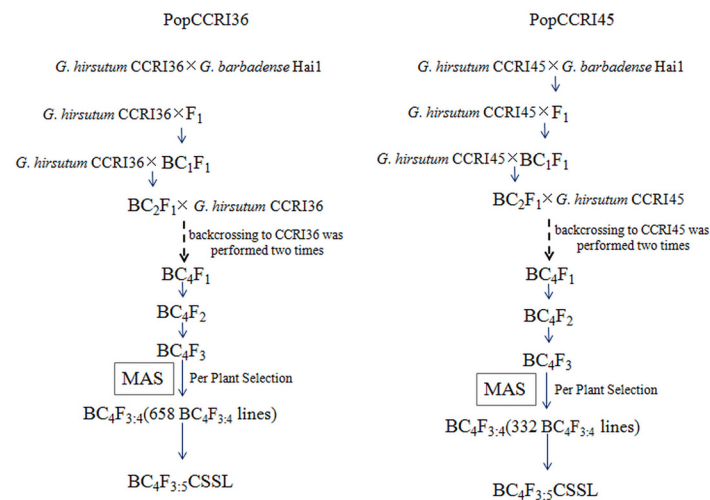 PopCCRI36
G. hirsutum CCRI36× G. barbadense Hai1
G. hirsutum CCRI36×F₁
G. hirsutum CCRI36× BC₁F₁
BC₂F₁× G. hirsutum CCRI36
backcrossing to CCRI36 was
performed two times
BC₄F₁
BC₄F₂
BC₄F₃
MAS Per Plant Selection
BC₄F₃:₄(658 BC₄F₃:₄ lines)
BC₄F₃:₅CSSL
PopCCRI45
G. hirsutum CCRI45× G. barbadense Hai1
G. hirsutum CCRI45×F₁
G. hirsutum CCRI45×BC₁F₁
BC₂F₁× G. hirsutum CCRI45
backcrossing to CCRI45 was
performed two times
BC₄F₁
BC₄F₂
BC₄F₃
MAS Per Plant Selection
BC₄F₃:₄(332 BC₄F₃:₄ lines)
BC₄F₃:₅CSSL